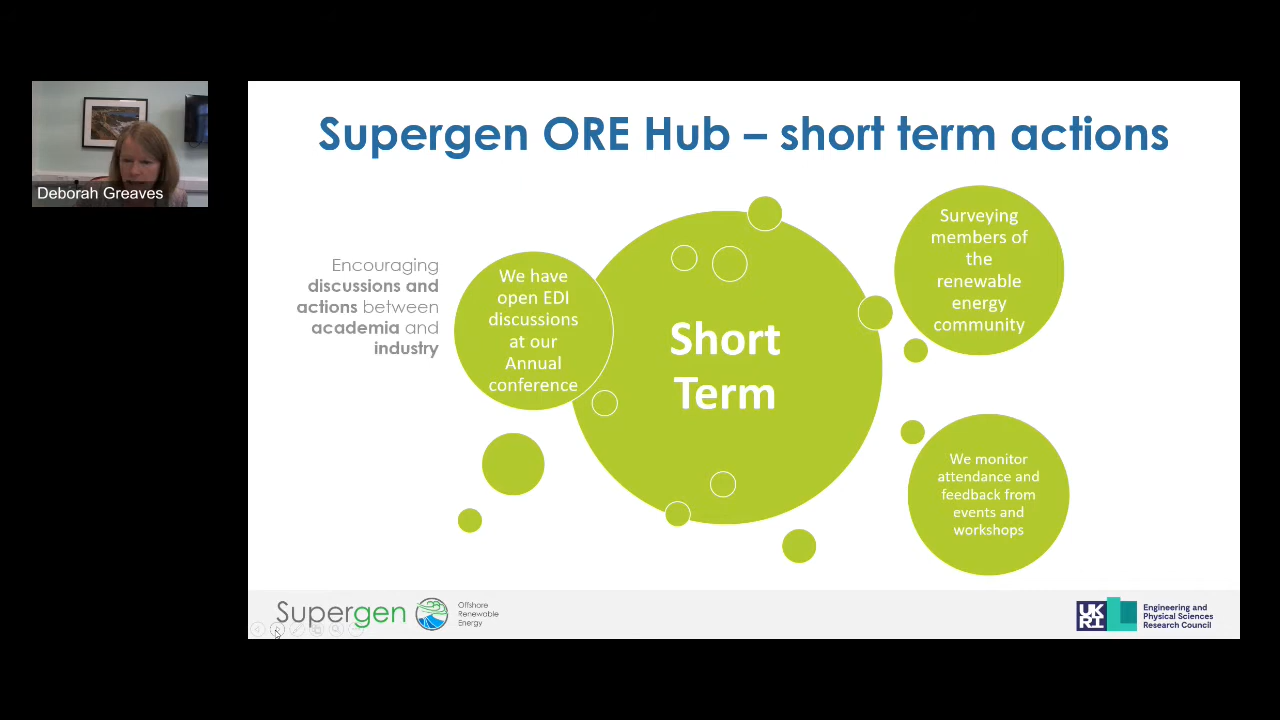 Supergen ORE Hub – short term actions
Deborah Greaves
Encouraging
discussions and
actions between
academia and
industry
We have
open EDI
discussions
at our
Annual
conference
Short
Term
Surveying
members of
the
renewable
energy
community
We monitor
attendance and
feedback from
events and
workshops
Supergen
Offshore
Renewable
Energy
UK
RI
Engineering and
Physical Sciences
Research Council